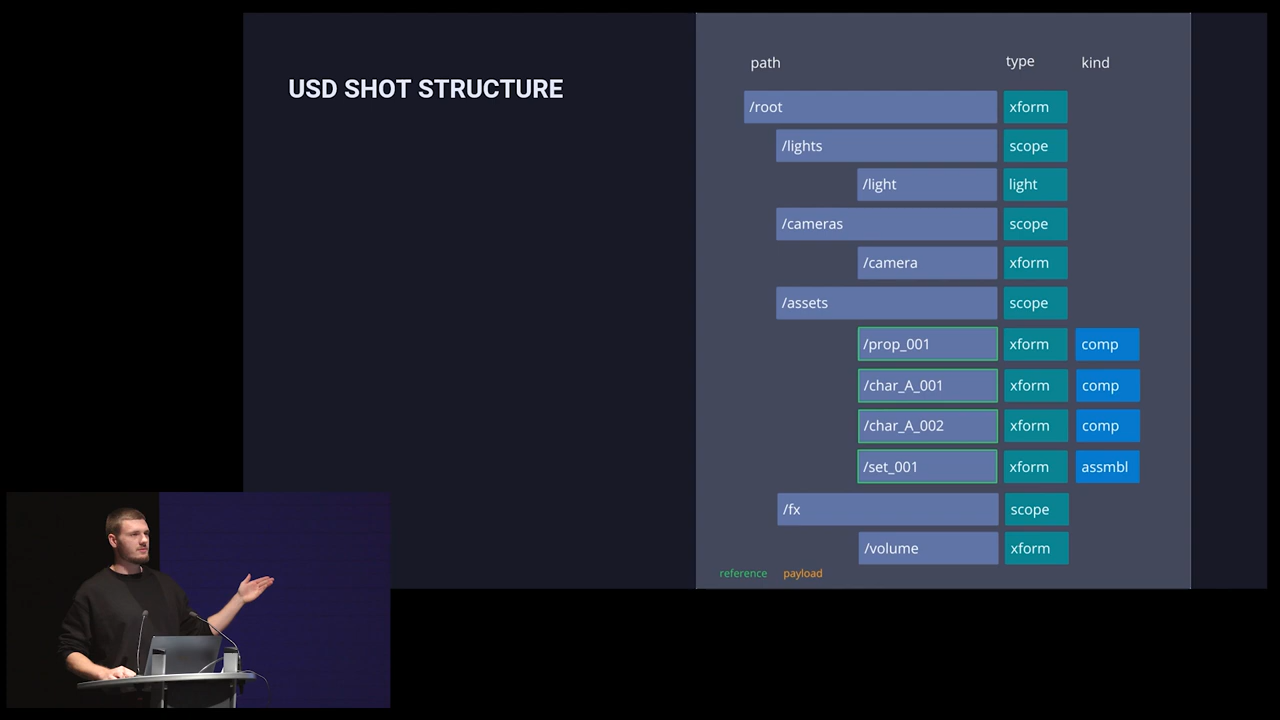 USD SHOT STRUCTURE
path type kind
/root xform
/lights scope
/light light
/cameras scope
/camera xform
/assets scope
/prop_001 xform comp
/char_A_001 xform comp
/char_A_002 xform comp
/set_001 xform assmbl
/fx scope
/volume xform
reference payload